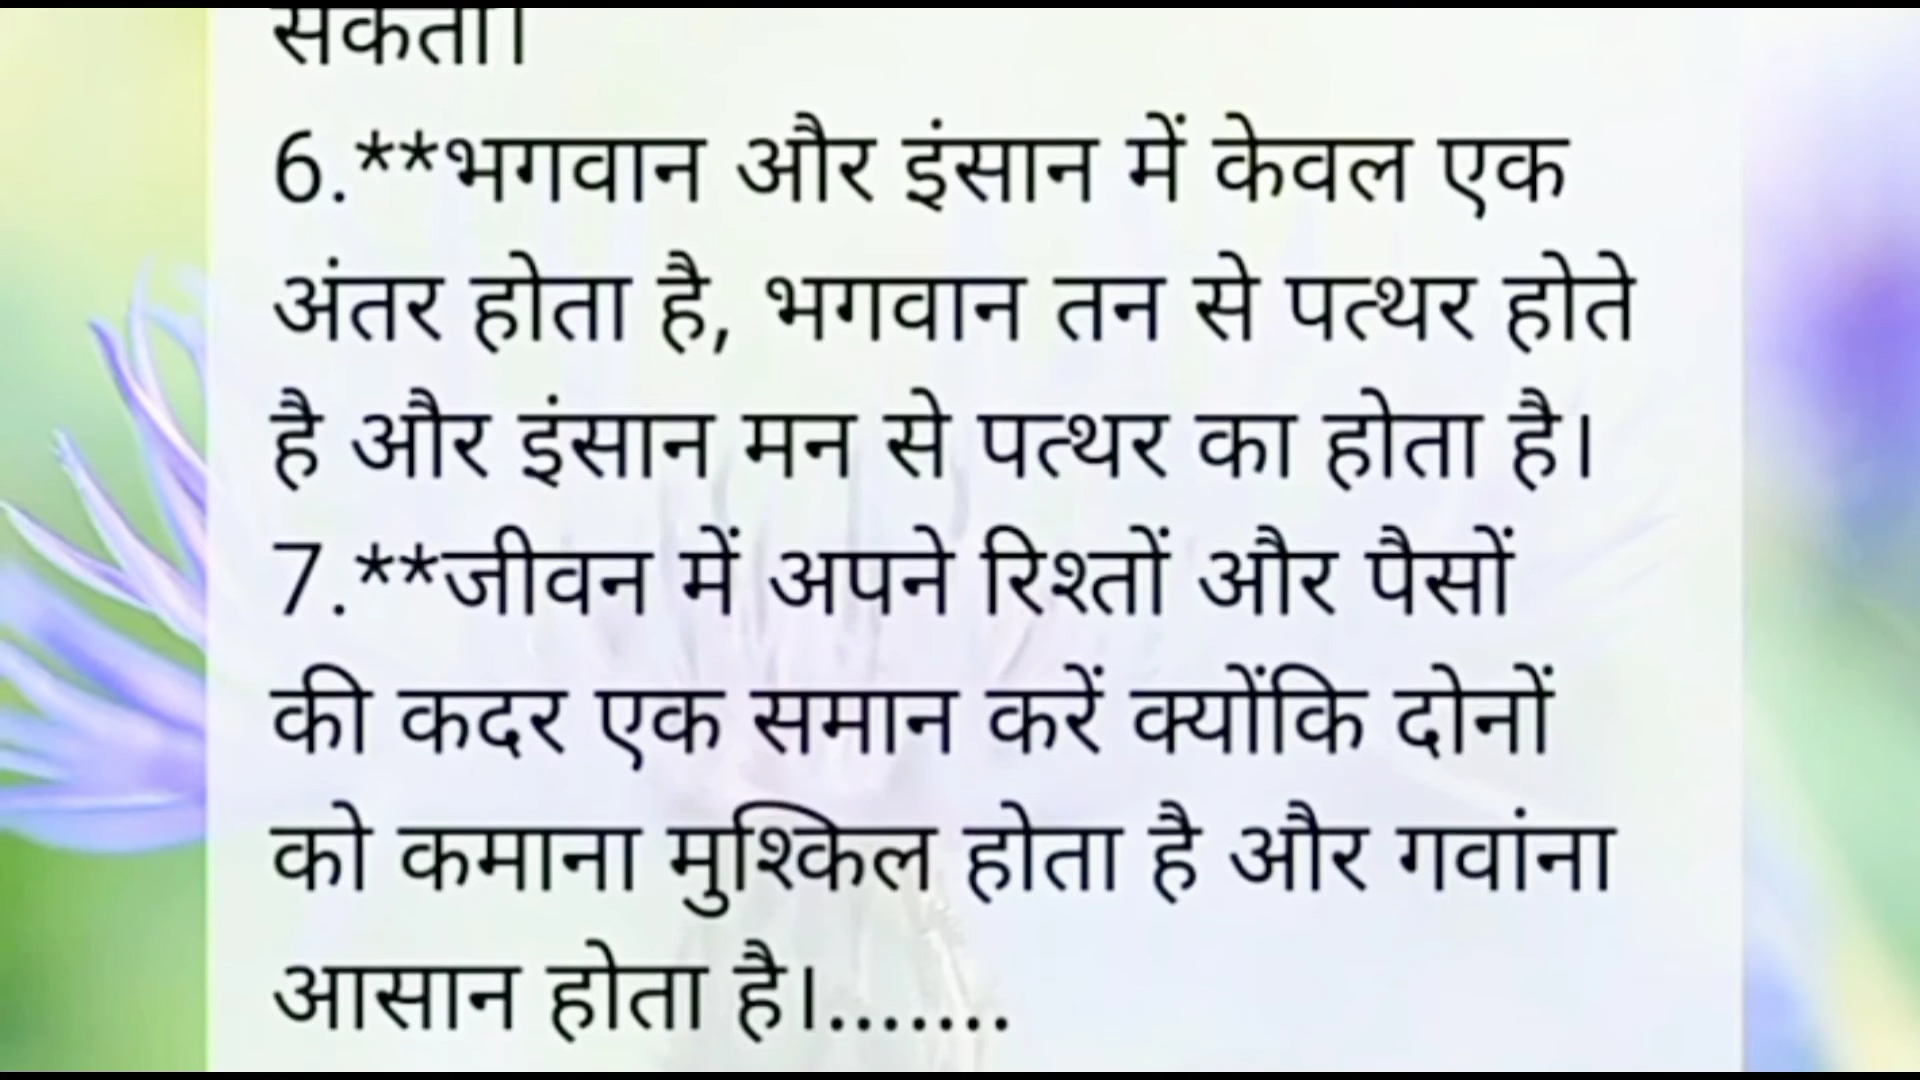 सकता।
6.**भगवान और इंसान में केवल एक
अंतर होता है, भगवान तन से पत्थर होते
है और इंसान मन से पत्थर का होता है।
7.**जीवन में अपने रिश्तों और पैसों
की कदर एक समान करें क्योंकि दोनों
को कमाना मुश्किल होता है और गवांना
आसान होता है।.......